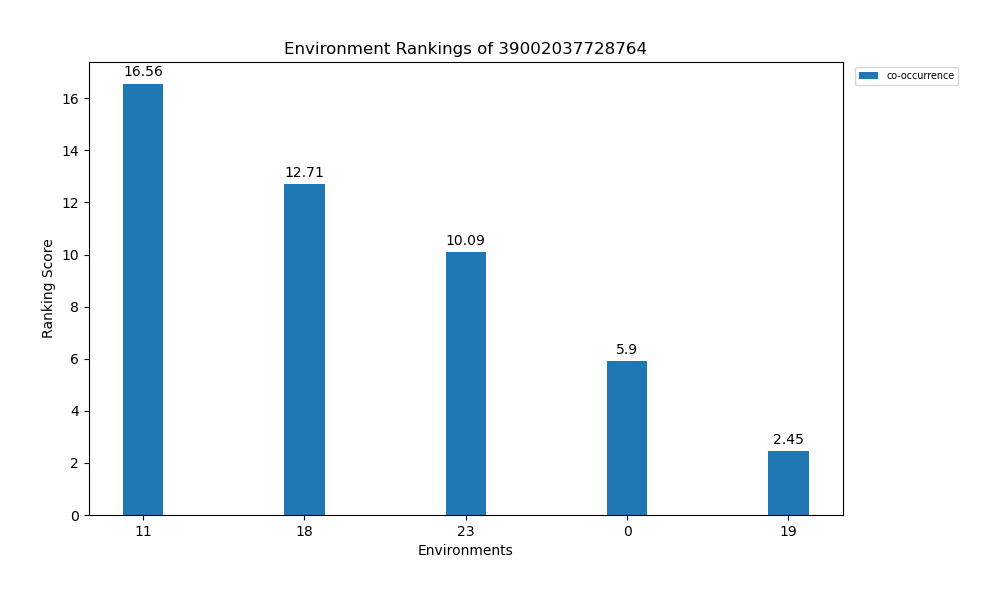 Environment Rankings of 39002037728764
co-occurrence
16.56
12.71
10.09
5.9
2.45
Ranking Score
16
14
12
10
8
6
4
2
0
11 18 23 0 19
Environments